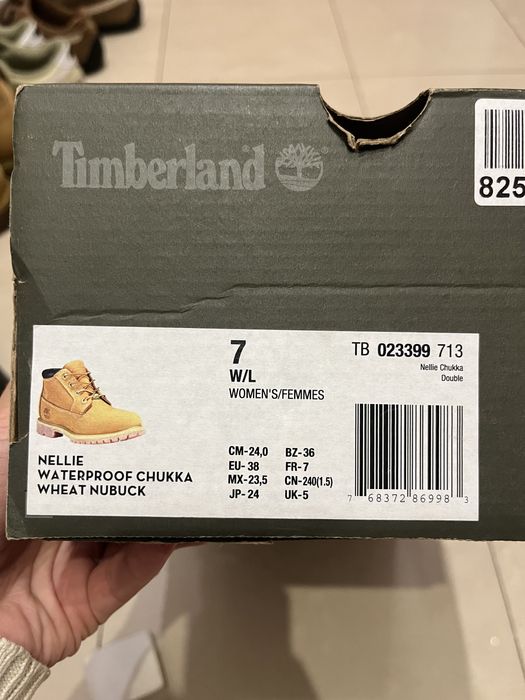 Timberland
825
7
W/L
WOMEN'S/FEMMES
TB 023399 713
Nellie Chukka
Double
NELLIE
WATERPROOF CHUKKA
WHEAT NUBUCK
CM-24,0 BZ-36
EU- 38 FR-7
MX-23,5 CN-240(1.5)
JP- 24 UK-5
7 68372 86998 3